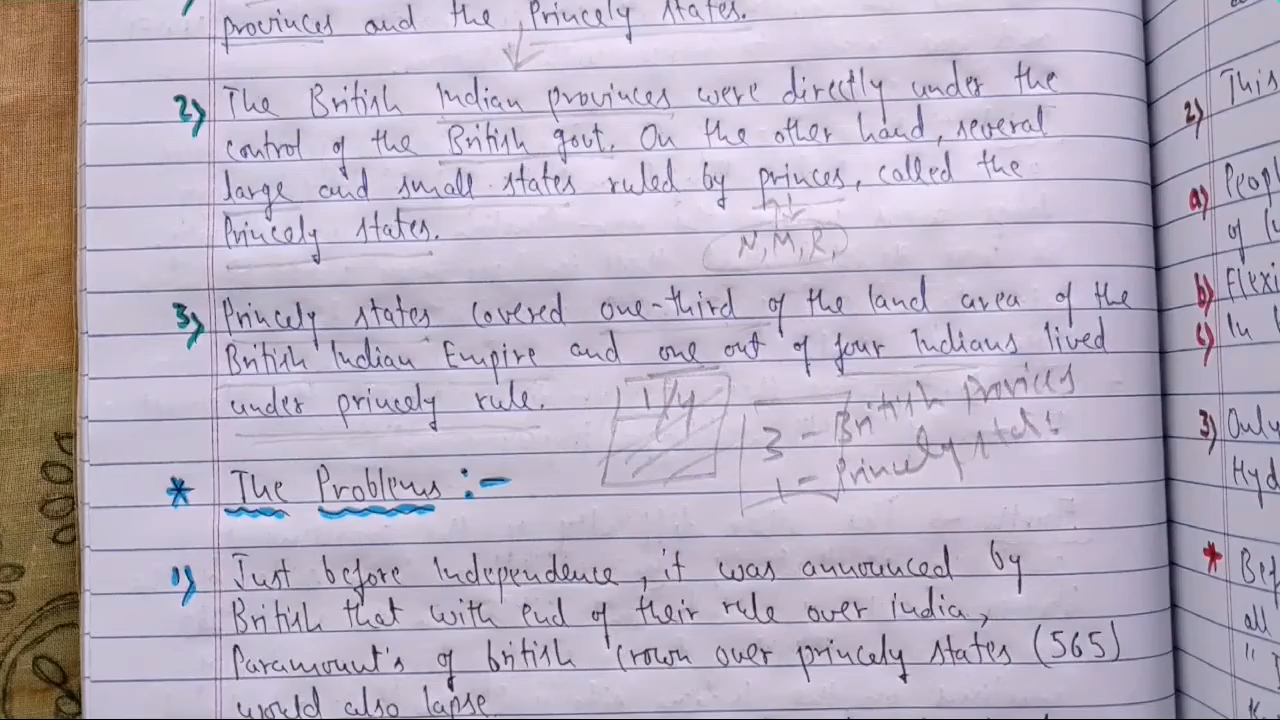 provinces and the Princely states.
2) The British Indian provinces were directly under the
control of the British govt. On the other hand, several
large and small states ruled by princes, called the
Princely states.
N, M, R,
3) Princely states covered one-third of the land area of the
British Indian Empire and one out of four Indians lived
under princely rule.
1/4
3 - British Provices
1 - Princely state
* The Problems :-
1) Just before Independence, it was announced by
British that with end of their rule over india,
Paramount's of british crown over princely states (565)
would also lapse
2) This
a) Peopl
of
b) Flexi
c) In
3) Only
Hyd
* Bef
all